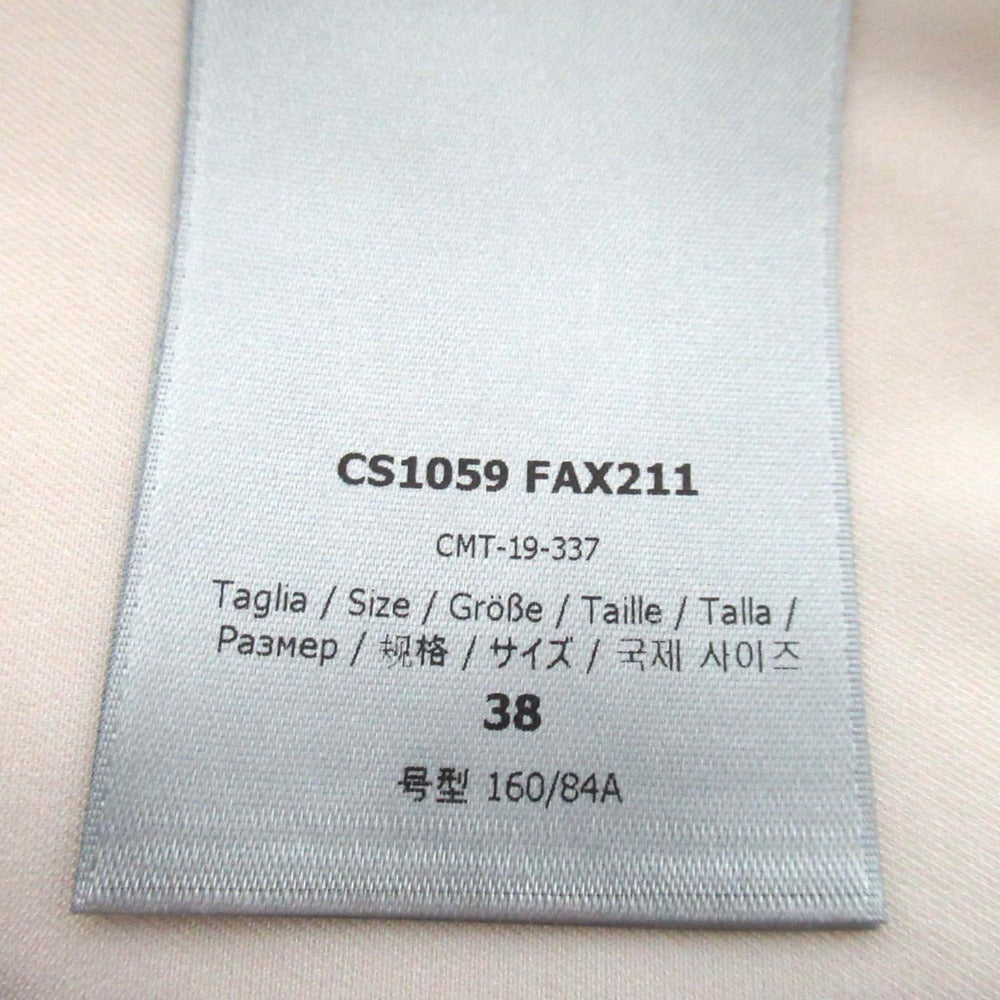 CS1059 FAX211
CMT-19-337
Taglia / Size / Größe / Taille / Talla /
Размер / 规格 / サイズ / 국제 사이즈
38
号型 160/84A